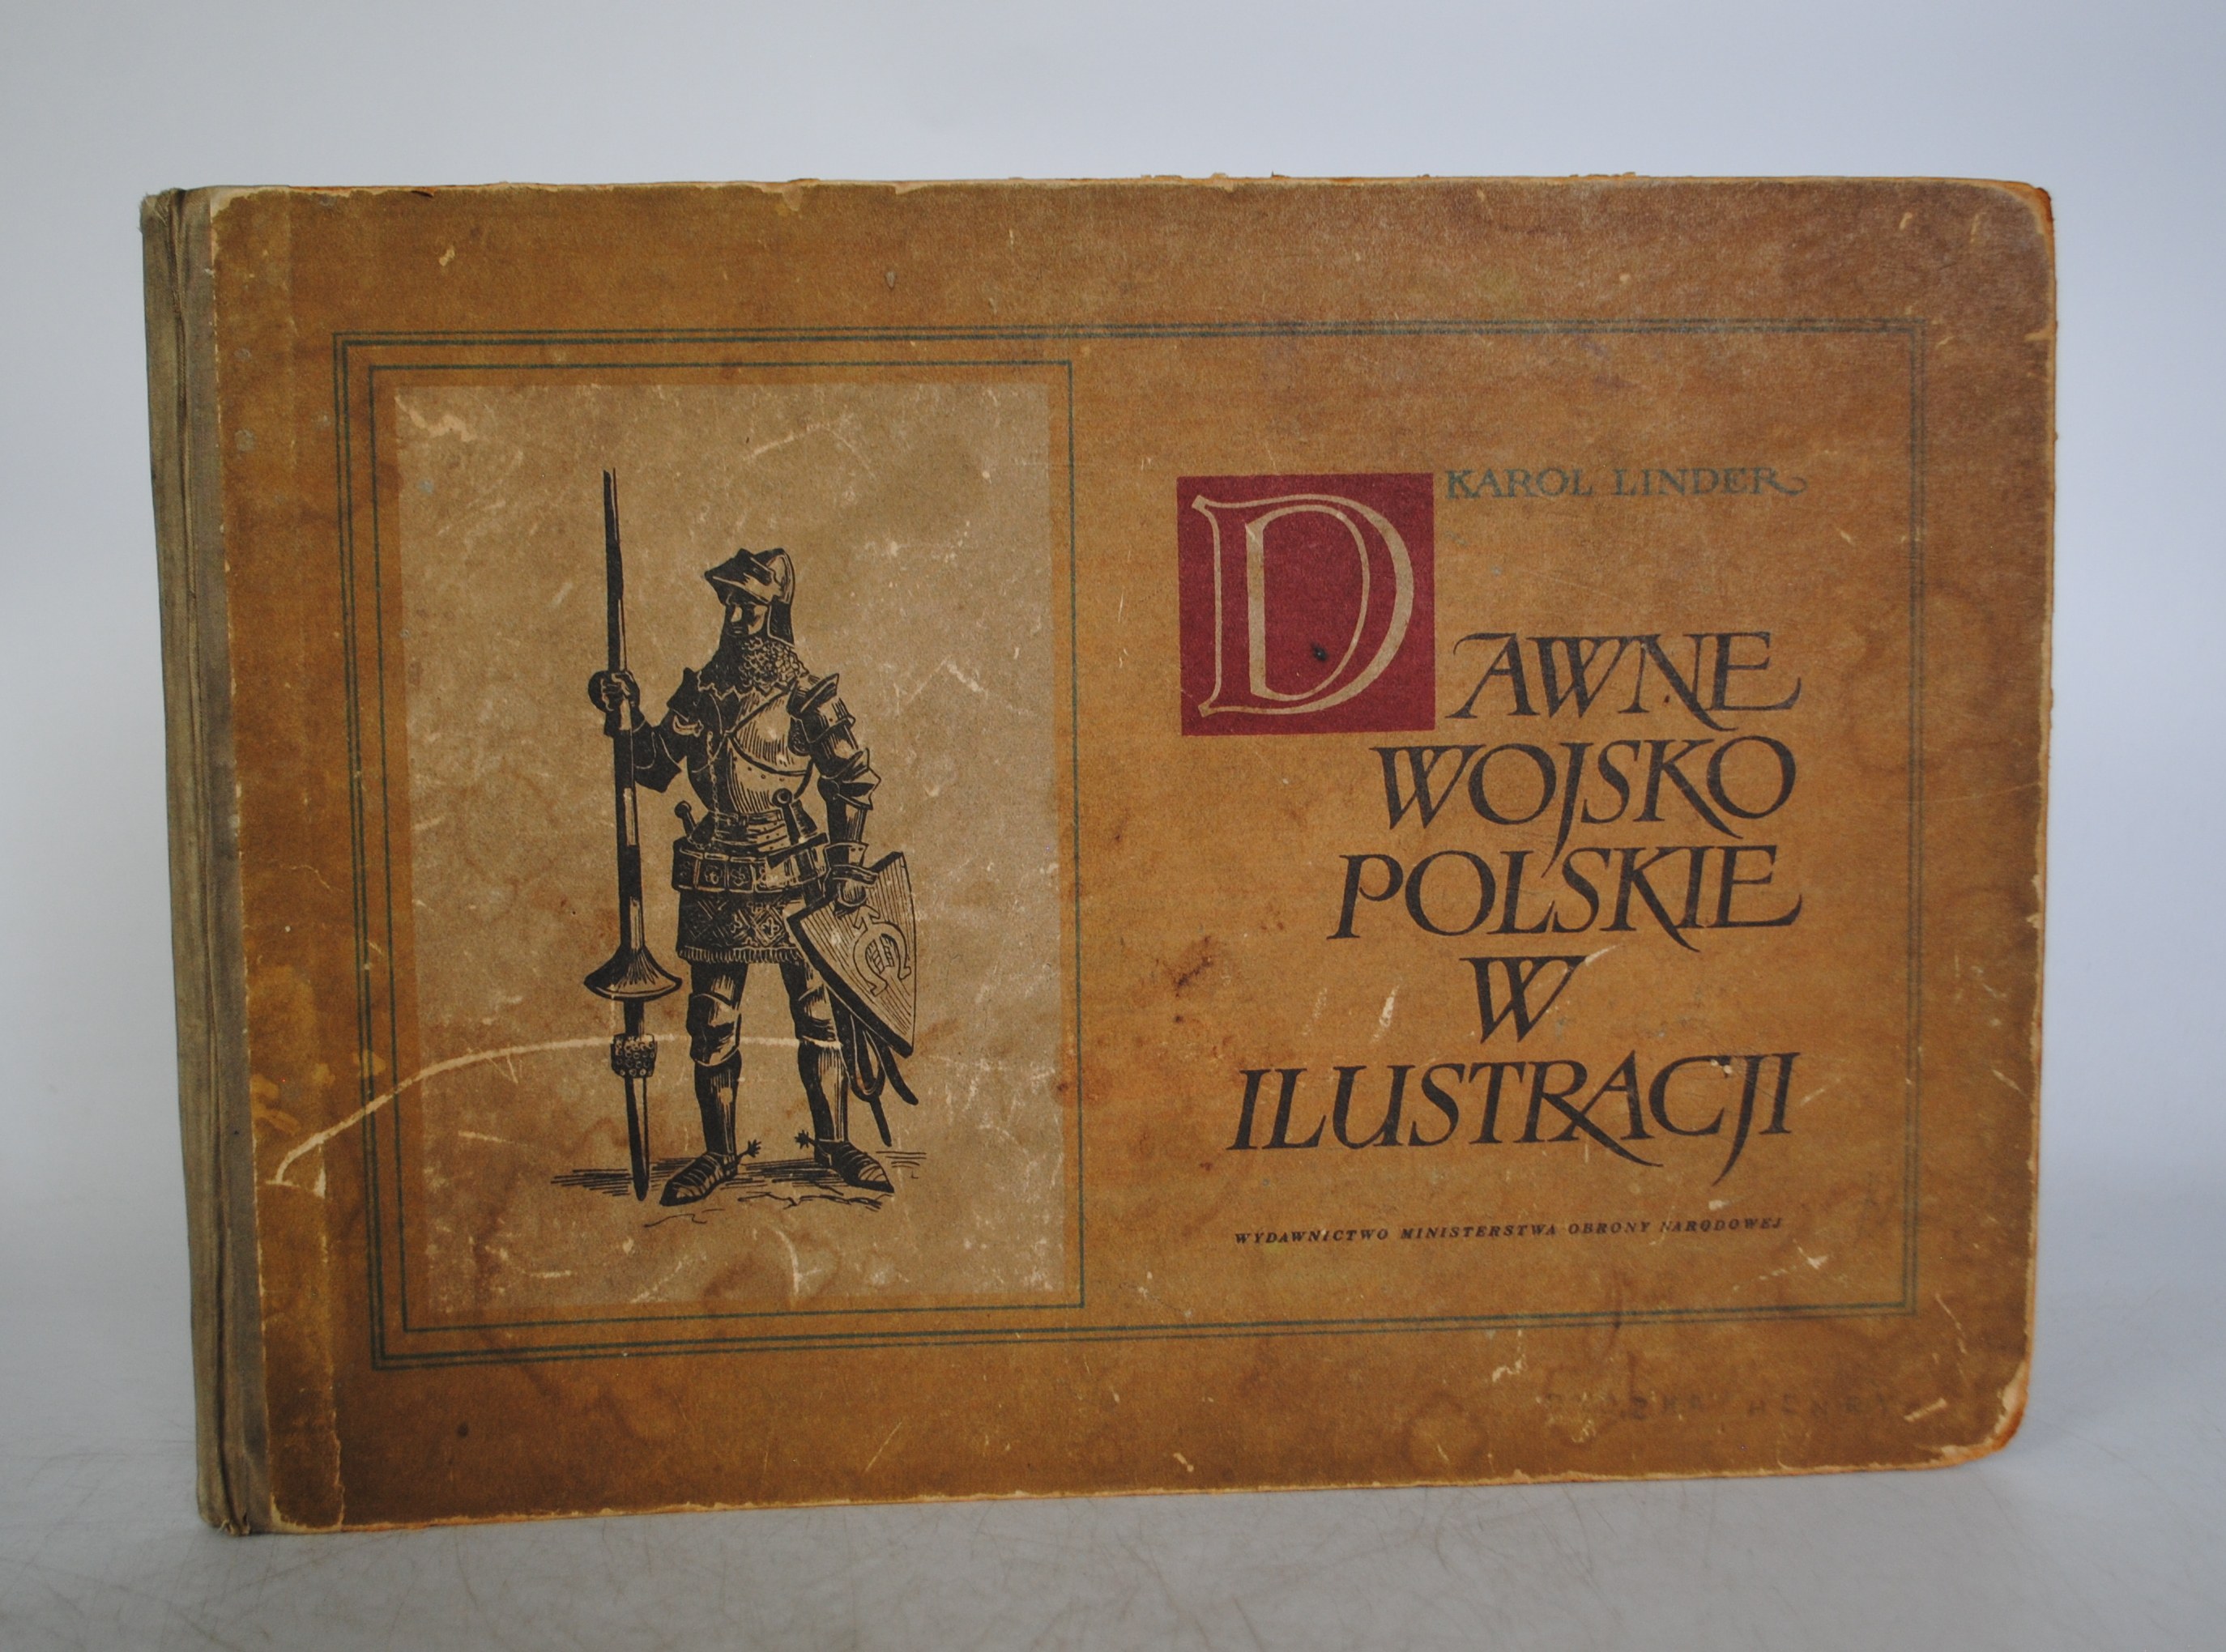 KAROL LINDER
DAWNE
WOJSKO
POLSKIE
W
ILUSTRACJI
WYDAWNICTWO MINISTERSTWA OBRONY NARODOWEJ